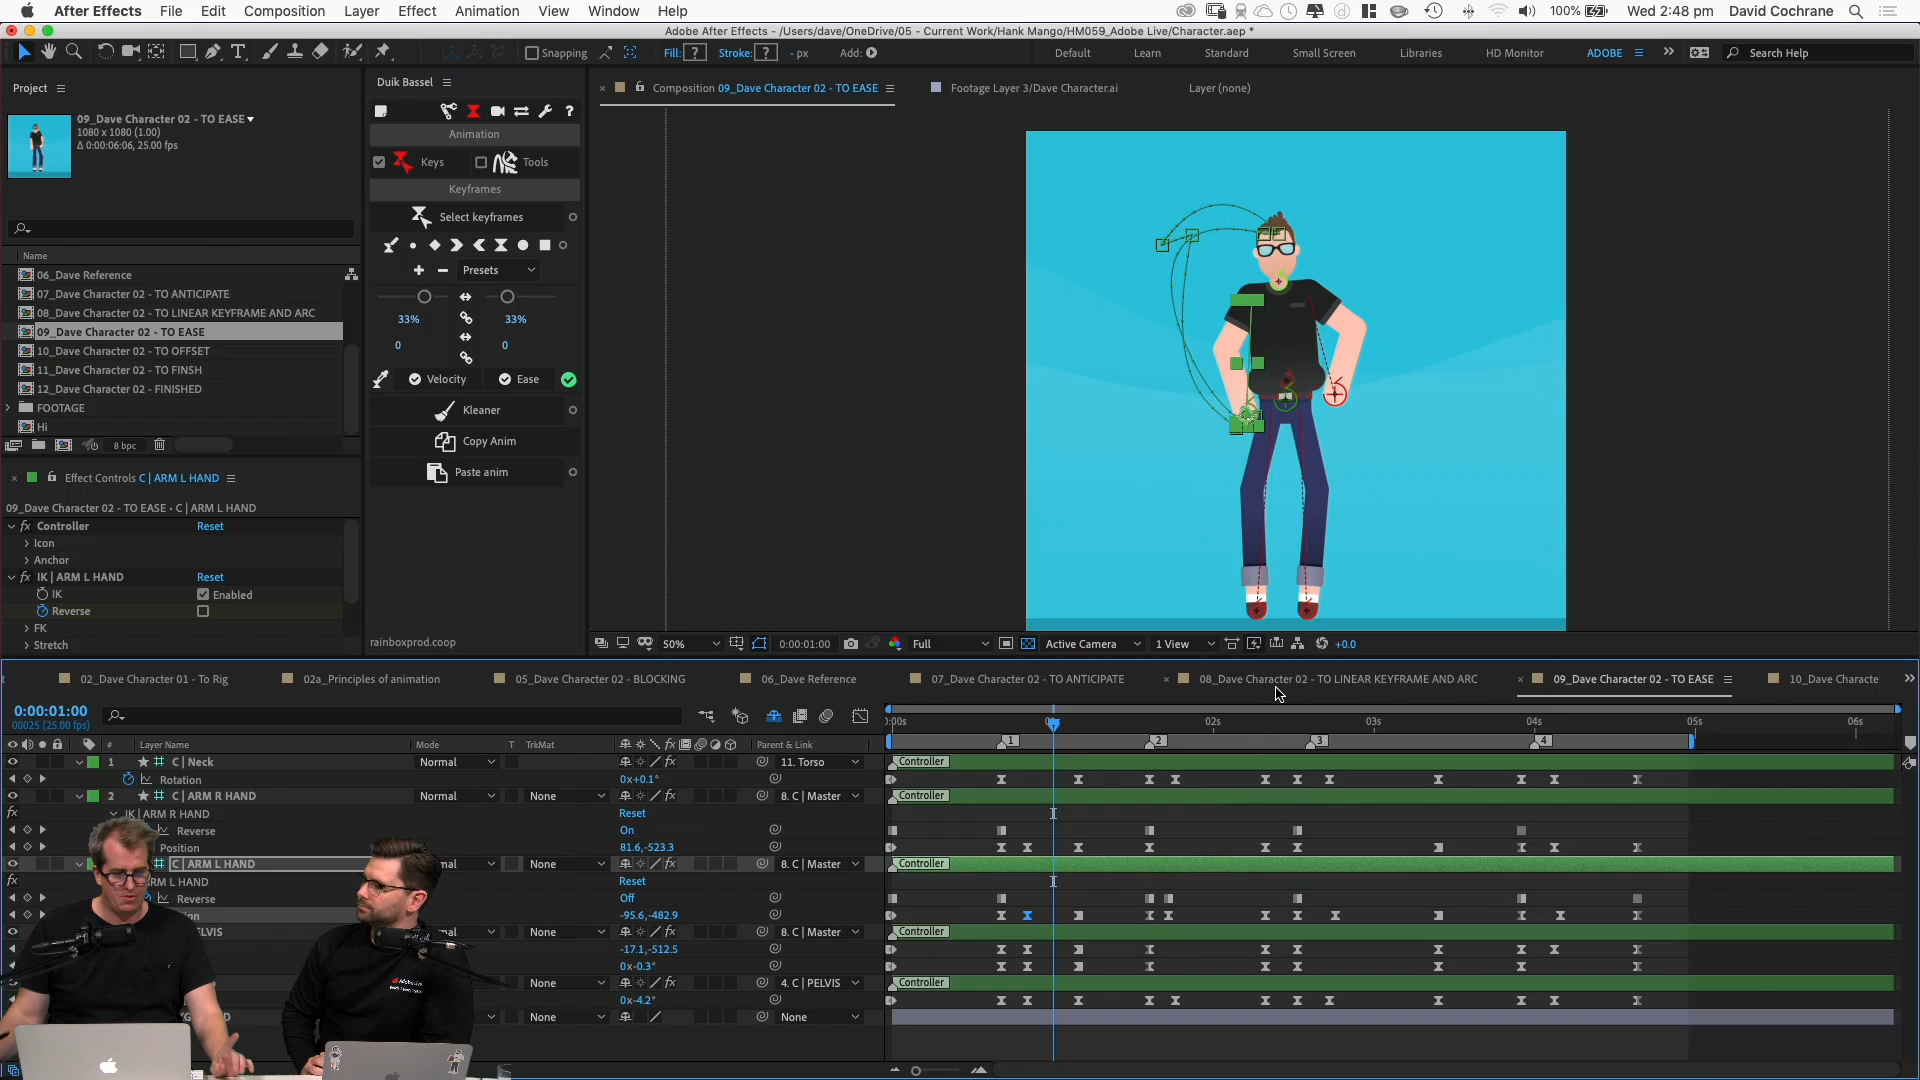 After Effects File Edit Composition Layer Effect Animation View Window Help
100% Wed 2:48 pm David Cochrane
Adobe After Effects - /Users/dave/OneDrive/05 - Current Work/Hank Mango/HM059_Adobe Live/Character.aep *
Snapping Fill: ? Stroke: ? - px Add:
Default Learn Standard Small Screen Libraries HD Monitor ADOBE Search Help
Project
09_Dave Character 02 - TO EASE
1080 x 1080 (1.00)
Δ 0:00:06:06, 25.00 fps
Name
06_Dave Reference
07_Dave Character 02 - TO ANTICIPATE
08_Dave Character 02 - TO LINEAR KEYFRAME AND ARC
09_Dave Character 02 - TO EASE
10_Dave Character 02 - TO OFFSET
11_Dave Character 02 - TO FINSH
12_Dave Character 02 - FINISHED
FOOTAGE
Hi
8 bpc
Effect Controls C | ARM L HAND
09_Dave Character 02 - TO EASE • C | ARM L HAND
fx Controller Reset
Icon
Anchor
fx IK | ARM L HAND Reset
IK Enabled
Reverse
FK
Stretch
Duik Bassel
?
Animation
Keys Tools
Keyframes
Select keyframes
Presets
33% 33%
0 0
Velocity Ease
Kleaner
Copy Anim
Paste anim
rainboxprod.coop
Composition 09_Dave Character 02 - TO EASE
Footage Layer 3/Dave Character.ai
Layer (none)
50% 0:00:01:00 Full Active Camera 1 View +0.0
02_Dave Character 01 - To Rig
02a_Principles of animation
05_Dave Character 02 - BLOCKING
06_Dave Reference
07_Dave Character 02 - TO ANTICIPATE
08_Dave Character 02 - TO LINEAR KEYFRAME AND ARC
09_Dave Character 02 - TO EASE
10_Dave Characte
0:00:01:00
00025 (25.00 fps)
02s 03s 04s 05s 06s
1 2 3 4
# Layer Name Mode T TrkMat Parent & Link
1 C | Neck Normal 11. Torso Controller
Rotation 0x+0.1°
2 C | ARM R HAND Normal None 8. C | Master Controller
IK | ARM R HAND Reset
Reverse On
Position 81.6,-523.3
C | ARM L HAND None 8. C | Master Controller
ARM L HAND Reset
Reverse Off
-95.6,-482.9
None 8. C | Master Controller
-17.1,-512.5
0x-0.3°
None 4. C | PELVIS Controller
0x-4.2°
None None
Adobe Live